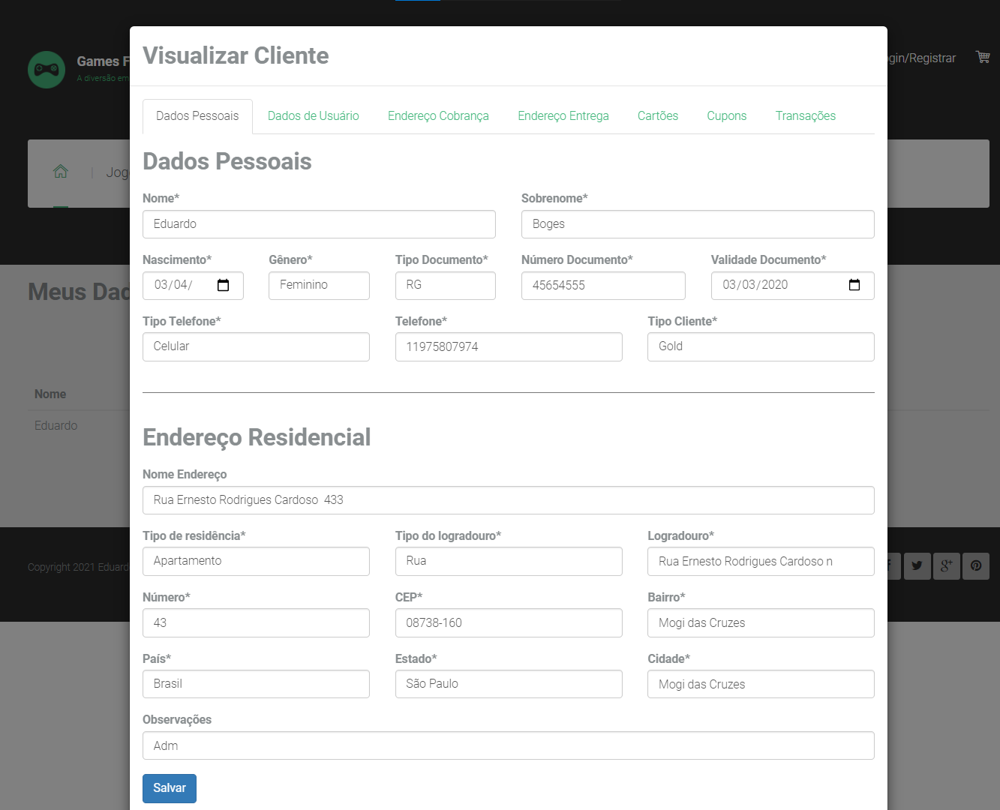 Visualizar Cliente
Games F
A diversão em
gin/Registrar
Dados Pessoais Dados de Usuário Endereço Cobrança Endereço Entrega Cartões Cupons Transações
Dados Pessoais
| Jog
Nome* Sobrenome*
Eduardo Boges
Nascimento* Gênero* Tipo Documento* Número Documento* Validade Documento*
03/04/ Feminino RG 45654555 03/03/2020
Meus Dad
Tipo Telefone* Telefone* Tipo Cliente*
Celular 11975807974 Gold
Nome
Eduardo
Endereço Residencial
Nome Endereço
Rua Ernesto Rodrigues Cardoso  433
Tipo de residência* Tipo do logradouro* Logradouro*
Apartamento Rua Rua Ernesto Rodrigues Cardoso n
Copyright 2021 Eduard
Número* CEP* Bairro*
43 08738-160 Mogi das Cruzes
País* Estado* Cidade*
Brasil São Paulo Mogi das Cruzes
Observações
Adm
Salvar